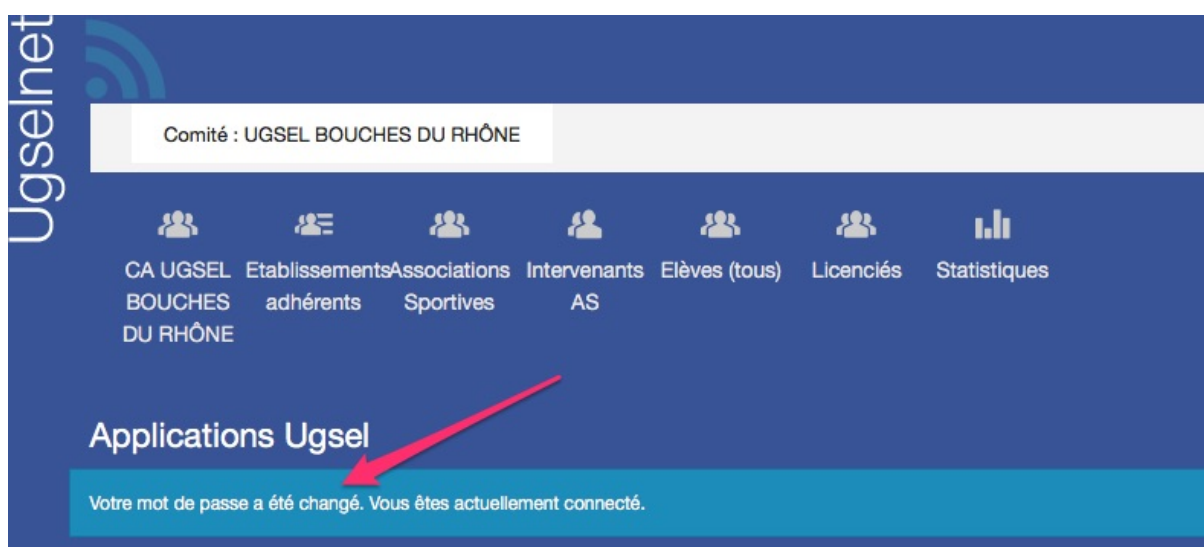 Ugselnet
Comité : UGSEL BOUCHES DU RHÔNE
CA UGSEL
BOUCHES
DU RHÔNE
Etablissements
adhérents
Associations
Sportives
Intervenants
AS
Elèves (tous)
Licenciés
Statistiques
Applications Ugsel
Votre mot de passe a été changé. Vous êtes actuellement connecté.